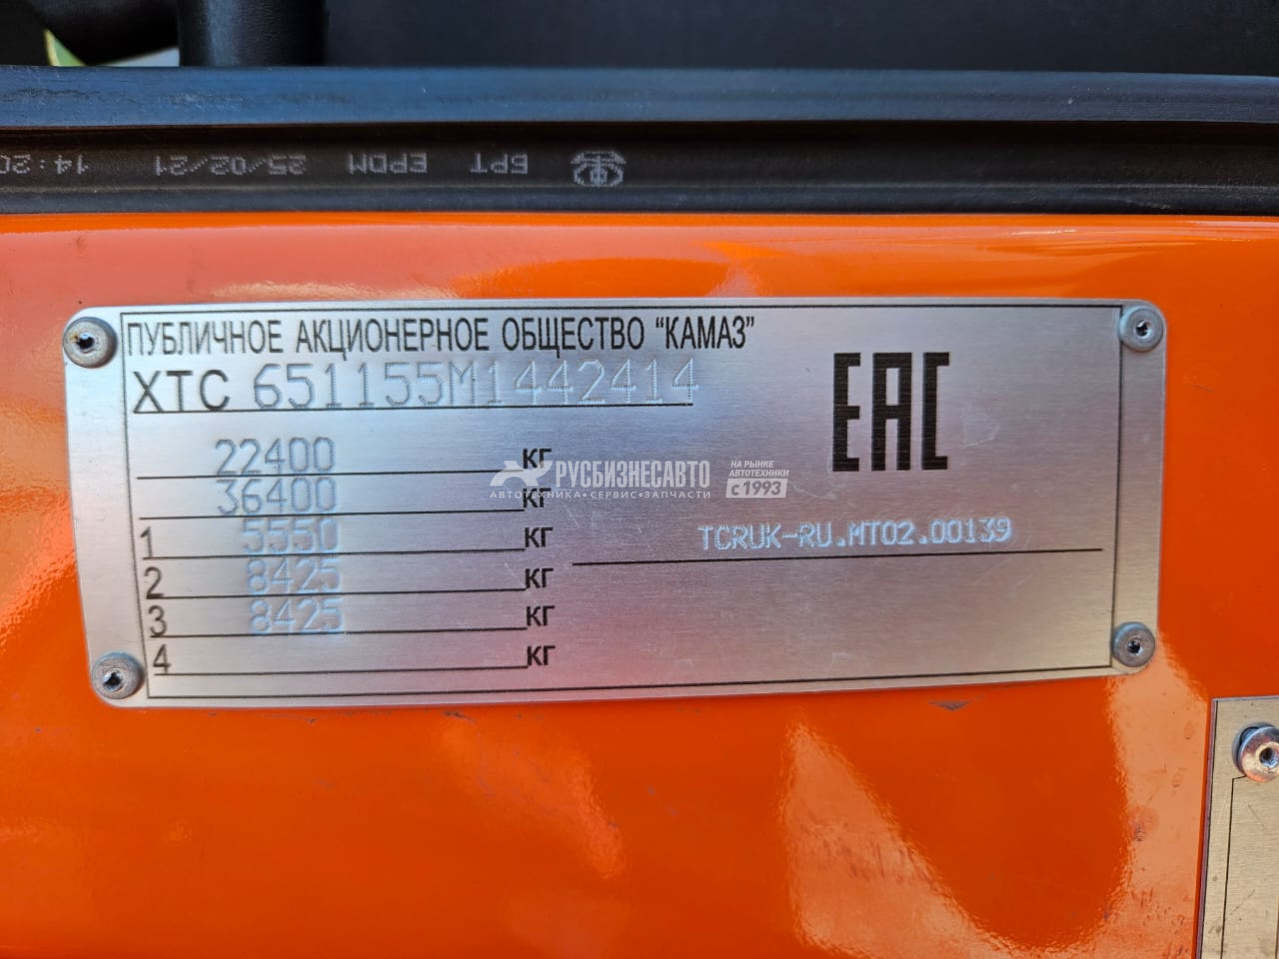 14:20 25/02/21 EPDM БРТ
ПУБЛИЧНОЕ АКЦИОНЕРНОЕ ОБЩЕСТВО "КАМАЗ"
XTC 651155M1442414
EAC
22400 КГ
36400 КГ
1 5550 КГ
2 8425 КГ
3 8425 КГ
4 КГ
TCRUK-RU.MT02.00139
РУСБИЗНЕСАВТО
АВТОТЕХНИКА•СЕРВИС•ЗАПЧАСТИ
НА РЫНКЕ
АВТОТЕХНИКИ
с 1993